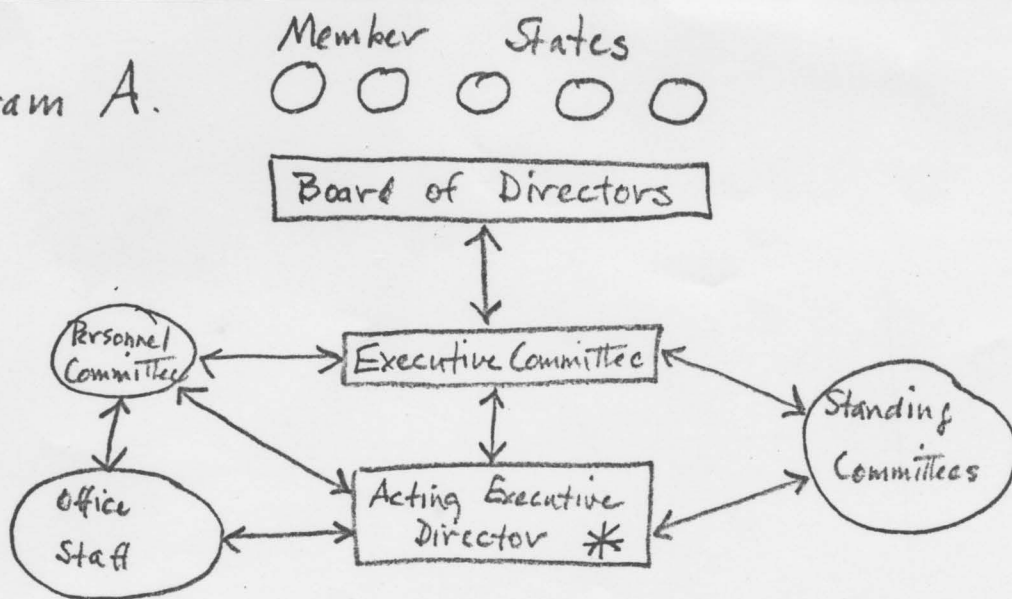 am A.
Member States
Board of Directors
Personnel
Committee
Executive Committee
Standing
Committees
Office
Staff
Acting Executive
Director *